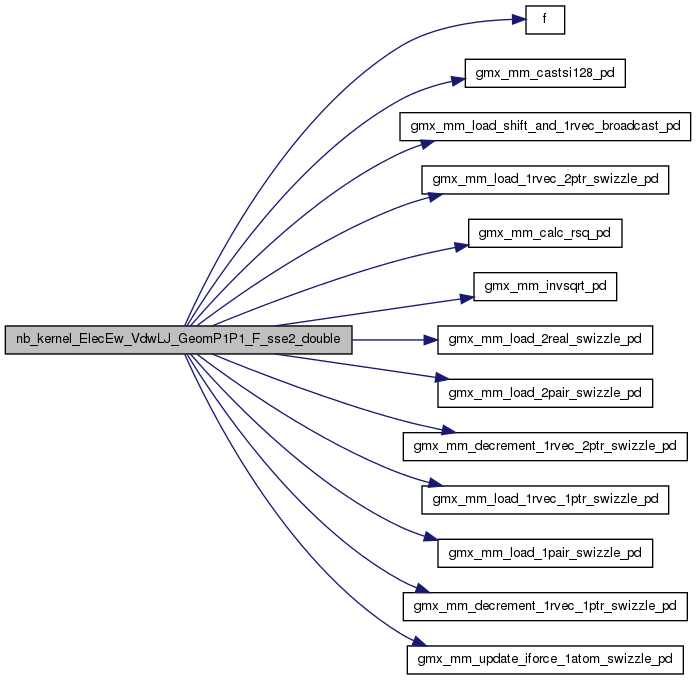 f
gmx_mm_castsi128_pd
gmx_mm_load_shift_and_1rvec_broadcast_pd
gmx_mm_load_1rvec_2ptr_swizzle_pd
gmx_mm_calc_rsq_pd
gmx_mm_invsqrt_pd
nb_kernel_ElecEw_VdwLJ_GeomP1P1_F_sse2_double
gmx_mm_load_2real_swizzle_pd
gmx_mm_load_2pair_swizzle_pd
gmx_mm_decrement_1rvec_2ptr_swizzle_pd
gmx_mm_load_1rvec_1ptr_swizzle_pd
gmx_mm_load_1pair_swizzle_pd
gmx_mm_decrement_1rvec_1ptr_swizzle_pd
gmx_mm_update_iforce_1atom_swizzle_pd